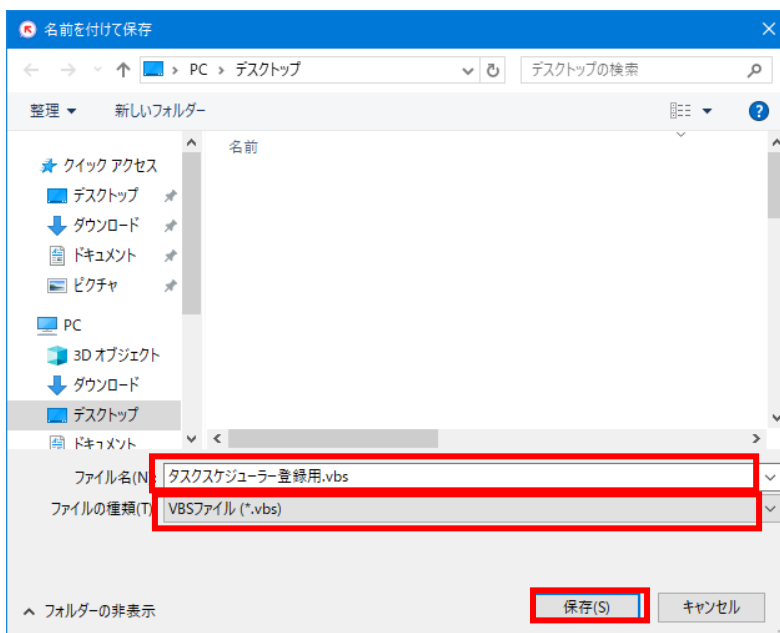 名前を付けて保存
PC › デスクトップ
デスクトップの検索
整理
新しいフォルダー
名前
クイック アクセス
デスクトップ
ダウンロード
ドキュメント
ピクチャ
PC
3D オブジェクト
ダウンロード
デスクトップ
ドキュメント
ファイル名(N): タスクスケジューラー登録用.vbs
ファイルの種類(T) VBSファイル (*.vbs)
フォルダーの非表示
保存(S)
キャンセル